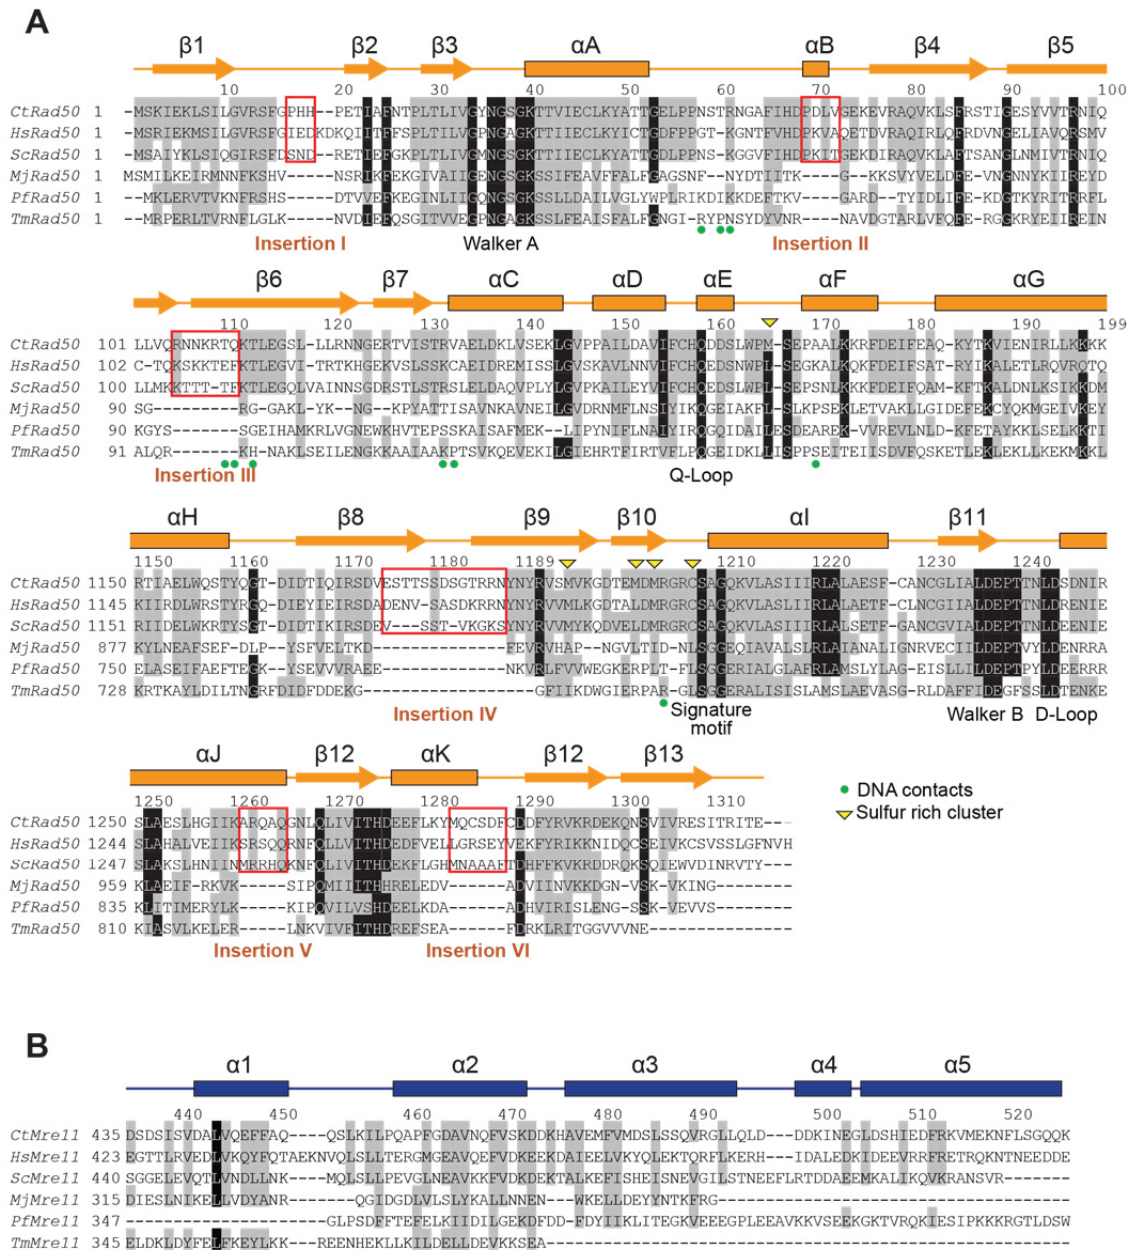 A
β1 β2 β3 αA αB β4 β5
10 20 30 40 50 60 70 80 90 100
CtRad50 1 --MSKIEKLSILGVRSFGPHH--PETIAFNTPLTLIVGYNGSGKTTVIECLKYATTGELPPNSTRNGAFIHDPDLVGEKEVRAQVKLSFRSTIGESYVVTRNIQ
HsRad50 1 --MSRIEKMSILGVRSFGIEDKDKQIITFFSPLTILVGPNGAGKTTIIECLKYICTGDFPPGT-KGNTFVHDPKVAQETDVRAQIRLQFRDVNGELIAVQRSMV
ScRad50 1 --MSAIYKLSIQGIRSFDSND--RETIEFGKPLTLIVGMNGSGKTTIIECLKYATTGDLPPNS-KGGVFIHDPKITGEKDIRAQVKLAFTSANGLNMIVTRNIQ
MjRad50 1 MSMILKEIRMNNFKSHV-----NSRIKFEKGIVAIIGENGSGKSSIFEAVFFALFGAGSNF--NYDTIITK----G--KKSVYVELDFEVNGNNYKIIREYD
PfRad50 1 --MKLERVTVKNFRSHS-----DTVVEFKEGINLIIGQNGSGKSSLLDAILVGLYWPLRIKDIKKDEFTKV----GARD--TYIDLIFEKDGTKYRITRRFL
TmRad50 1 --MRPERLTVRNFLGLK-----NVDIEFQSGITVVEGPNGAGKSSLFEAISFALFGNGI-RYPNSYDYVNR----NAVDGTARLVFQFE-RGGKRYEIIREIN
Insertion I Walker A Insertion II
β6 β7 αC αD αE αF αG
110 120 130 140 150 160 170 180 190 199
CtRad50 101 LLVQRNNKRTQKTLEGSL-LLRNNGERTVISTRVAELDKLVSEKLGVPPAILDAVIFCHQDDSLWPM-SEPAALKKRFDEIFEAQ-KYTKVIENIRLLKKKK
HsRad50 102 C-TQKSKKTEFKTLEGVI-TRTKHGEKVSLSSKCAEIDREMISSLGVSKAVLNNVIFCHQEDSNWPL-SEGKALKQKFDEIFSAT-RYIKALETLRQVRQTQ
ScRad50 100 LLMKKTTT-TFKTLEGQLVAINNSGDRSTLSTRSLELDAQVPLYLGVPKAILEYVIFCHQEDSLWPL-SEPSNLKKKFDEIFQAM-KFTKALDNLKSIKKDM
MjRad50 90 SG--------RG-GAKL-YK--NG--KPYATTISAVNKAVNEILGVDRNMFLNSIYIKQGEIAKFL-SLKPSEKLETVAKLLGIDEFEKCYQKMGEIVKEY
PfRad50 90 KGYS-------SGEIHAMKRLVGNEWKHVTEPSSKAISAFMEK--LIPYNIFLNAIYIRQGQIDAILESDEAREK-VVREVLNLD-KFETAYKKLSELKKTI
TmRad50 91 ALQR-------KH-NAKLSEILENGKKAAIAAKPTSVKQEVEKILGIEHRTFIRTVFLPQGEIDKLLISPPSEITEIISDVFQSKETLEKLEKLLKEKMKKL
Insertion III Q-Loop
αH β8 β9 β10 αI β11
1150 1160 1170 1180 1189 1210 1220 1230 1240
CtRad50 1150 RTIAELWQSTYQGT-DIDTIQIRSDVESTTSSDSGTRRNYNYRVSMVKGDTEMDMRGRCSAGQKVLASIIIRLALAESF-CANCGLIALDEPTTNLDSDNIR
HsRad50 1145 KIIRDLWRSTYRGQ-DIEYIEIRSDADENV-SASDKRRNYNYRVVMLKGDTALDMRGRCSAGQKVLASLIIRLALAETF-CLNCGIIALDEPTTNLDRENIE
ScRad50 1151 RIIDELWKRTYSGT-DIDTIKIRSDEV---SST-VKGKSYNYRVVMYKQDVELDMRGRCSAGQKVLASIIIRLALSETF-GANCGVIALDEPTTNLDEENIE
MjRad50 877 KYLNEAFSEF-DLP-YSFVELTKD--------------FEVRVHAP-NGVLTID-NLSGGEQIAVALSLRLAIANALIGNRVECIILDEPTVYLDENRRA
PfRad50 750 ELASEIFAEFTEGK-YSEVVVRAEE-------------NKVRLFVVWEGKERPLT-FLSGGERIALGLAFRLAMSLYLAG-EISLLILDEPTPYLDEERRR
TmRad50 728 KRTKAYLDILTNGRFDIDFDDEKG------------------GFIIKDWGIERPAR-GLSGGERALISISLAMSLAEVASG-RLDAFFIDEGFSSLDTENKE
Insertion IV Signature motif Walker B D-Loop
αJ β12 αK β12 β13
1250 1260 1270 1280 1290 1300 1310
CtRad50 1250 SLAESLHGIIKARQAQGNLQLIVITHDEEFLKYMQCSDFCDDFYRVKRDEKQNSVIVRESITRITE---
HsRad50 1244 SLAHALVEIIKSRSQQRNFQLLVITHDEDFVELLGRSEYVEKFYRIKKNIDQCSEIVKCSVSSLGFNVH
ScRad50 1247 SLAKSLHNIINMRRHQKNFQLIVITHDEKFLGHMNAAAFTDHFFKVKRDDRQKSQIEWVDINRVTY---
MjRad50 959 KLAEIF-RKVK-----SIPQMIIITHHRELEDV------ADVIINVKKDGN-VSK-VKING--------
PfRad50 835 KLITIMERYLK-----KIPQVILVSHDEELKDA------ADHVIRISLENG-SSK-VEVVS--------
TmRad50 810 KIASVLKELER-----LNKVIVFITHDREFSEA------FDRKLRITGGVVVNE---------------
Insertion V Insertion VI
DNA contacts
Sulfur rich cluster
B
α1 α2 α3 α4 α5
440 450 460 470 480 490 500 510 520
CtMre11 435 DSDSISVDALVQEFFAQ----QSLKILPQAPFGDAVNQFVSKDDKHAVEMFVMDSLSSQVRGLLQLD---DDKINEGLDSHIEDFRKVMEKNFLSGQQK
HsMre11 423 EGTTLRVEDLVKQYFQTAEKNVQLSLLTERGMGEAVQEFVDKEEKDAIEELVKYQLEKTQRFLKERH---IDALEDKIDEEVRRFRETRQKNTNEEDDE
ScMre11 440 SGGELEVQTLVNDLLNK----MQLSLLPEVGLNEAVKKFVDKDEKTALKEFISHEISNEVGILSTNEEFLRTDDAEEMKALIKQVKRANSVR-------
MjMre11 315 DIESLNIKELLVDYANR-------QGIDGDLVLSLYKALLNNEN---WKELLDEYYNTKFRG-------------------------------------
PfMre11 347 ---------------------GLPSDFFTEFELKIIDILGEKDFDD-FDYIIKLITEGKVEEEGPLEEAVKKVSEEKGKTVRQKIESIPKKKRGTLDSW
TmMre11 345 ELDKLDYFELFKEYLKK----REENHEKLLKILDELLDEVKKSEA------------------------------------------------------